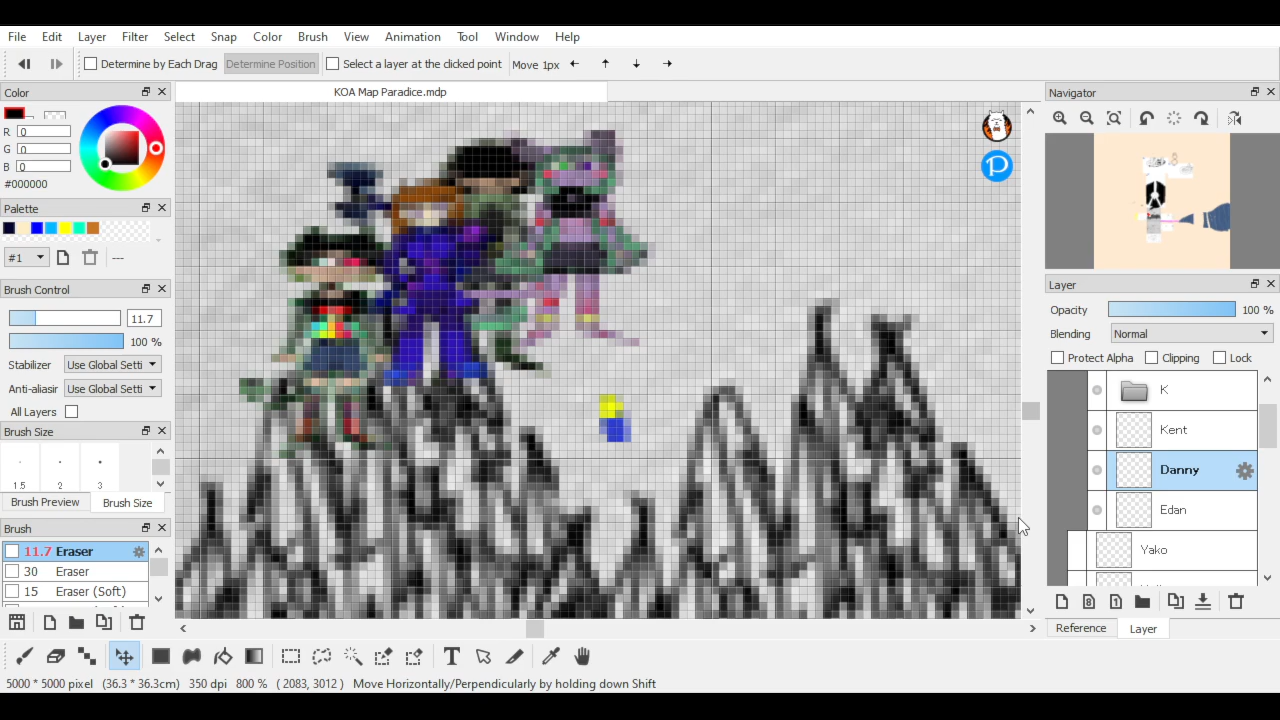 File Edit Layer Filter Select Snap Color Brush View Animation Tool Window Help
Determine by Each Drag Determine Position Select a layer at the clicked point Move 1px
Color
KOA Map Paradice.mdp
Navigator
R 0
G 0
B 0
#000000
Palette
#1 ---
Brush Control
11.7
100 %
Stabilizer Use Global Setti
Anti-aliasin Use Global Setti
All Layers
Brush Size
1.5 2 3
Brush Preview Brush Size
Brush
11.7 Eraser
30 Eraser
15 Eraser (Soft)
Layer
Opacity 100 %
Blending Normal
Protect Alpha Clipping Lock
K
Kent
Danny
Edan
Yako
8 1
Reference Layer
T
5000 * 5000 pixel (36.3 * 36.3cm) 350 dpi 800 % ( 2083, 3012 ) Move Horizontally/Perpendicularly by holding down Shift